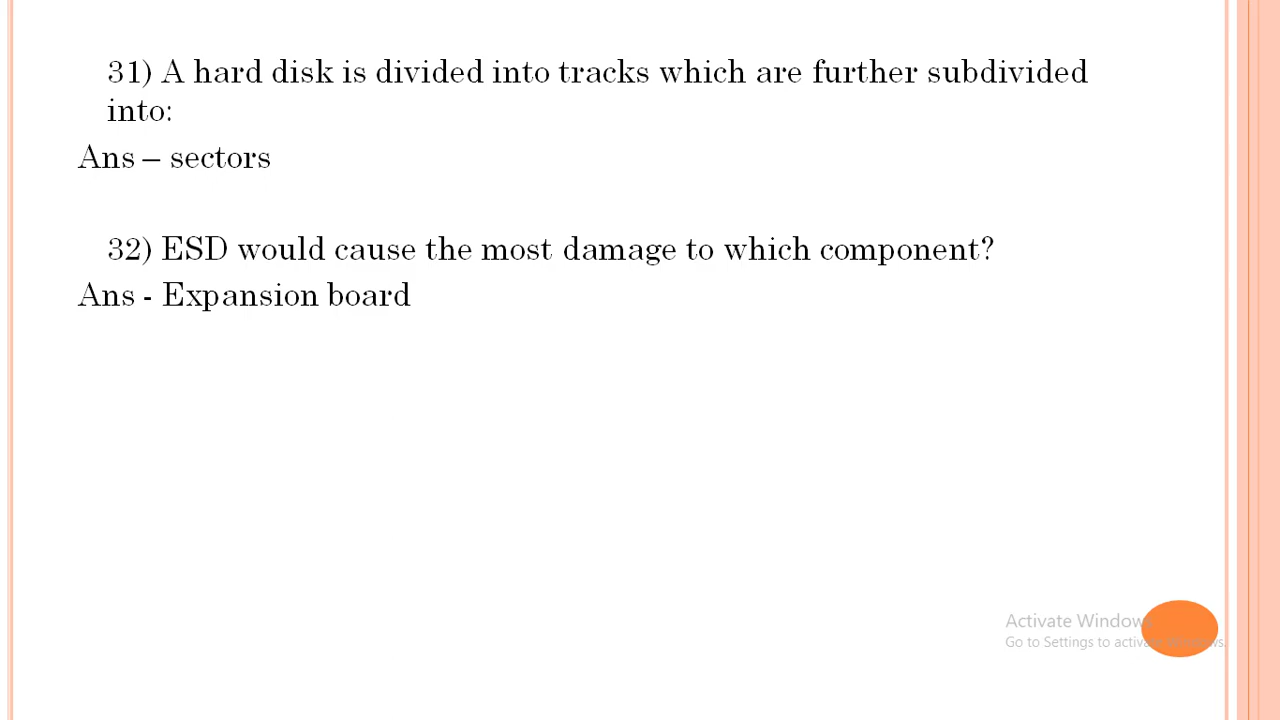 31) A hard disk is divided into tracks which are further subdivided
into:
Ans – sectors
32) ESD would cause the most damage to which component?
Ans - Expansion board
Activate Windows
Go to Settings to activate Windows.